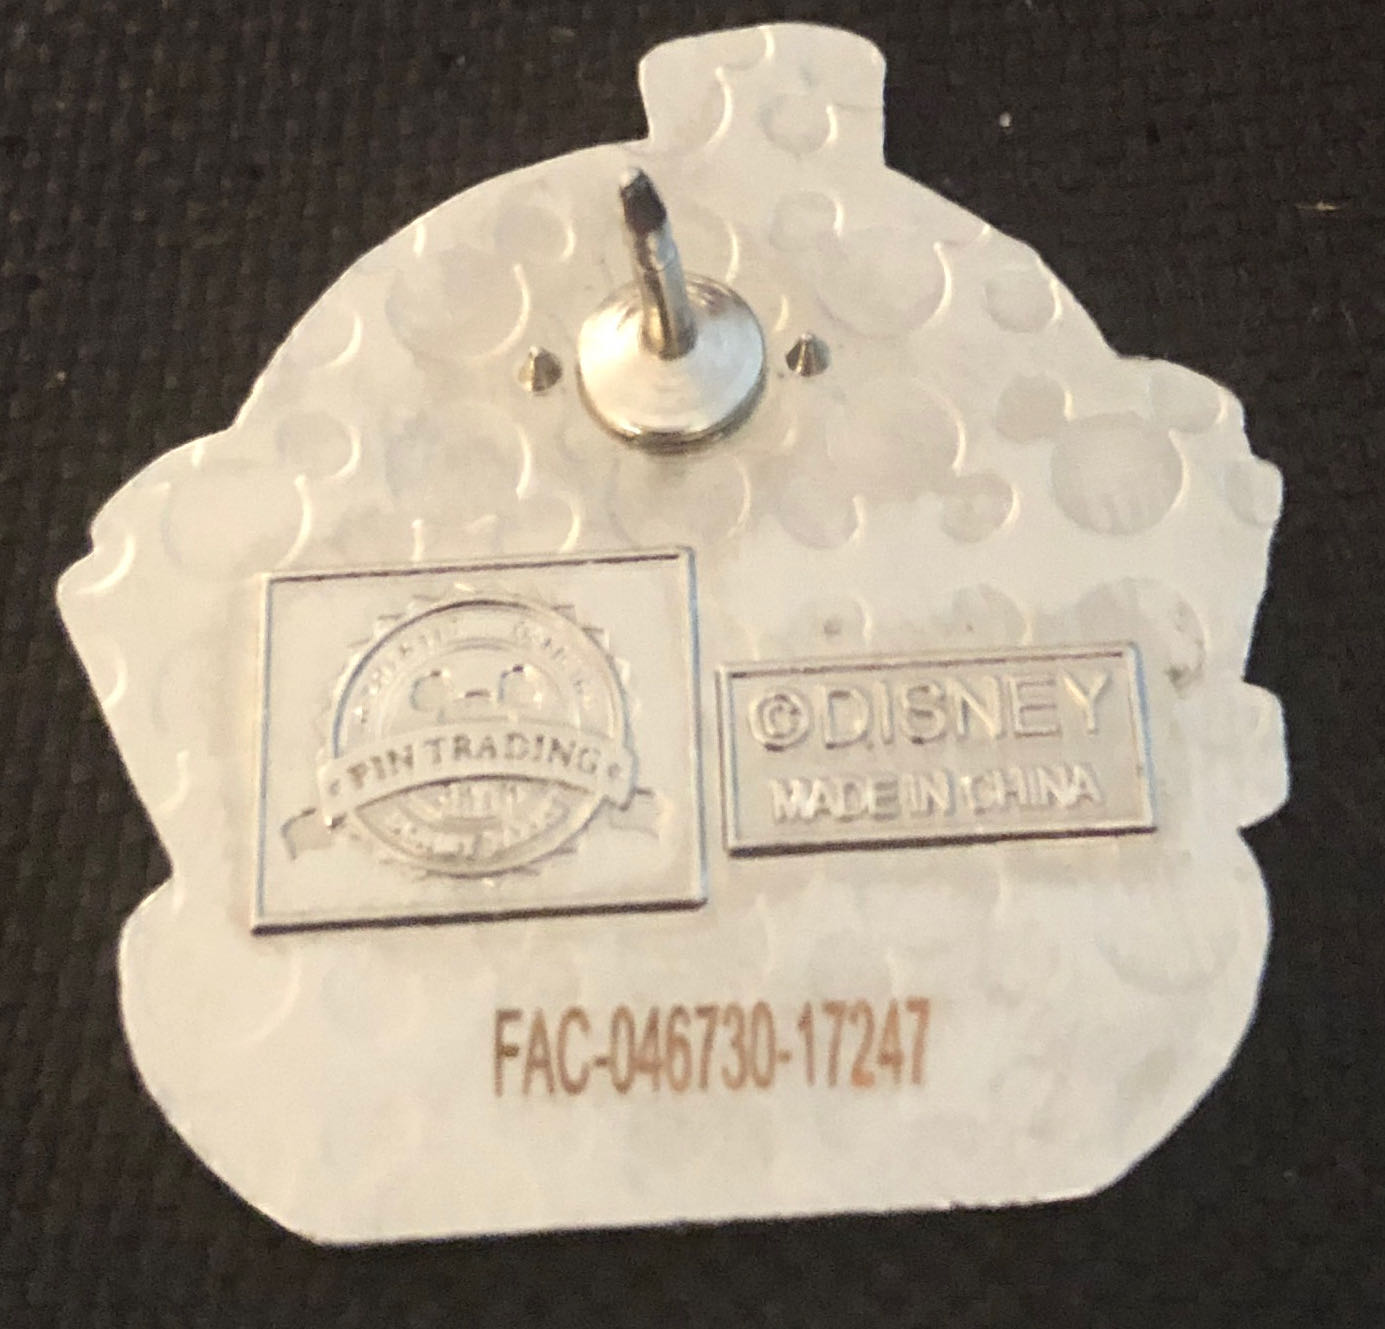 PIN TRADING
©DISNEY
MADE IN CHINA
FAC-046730-17247